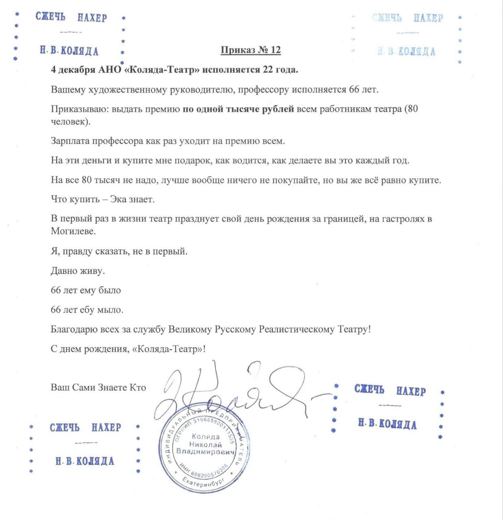 СЖЕЧЬ НАХЕР
Н.В.КОЛЯДА
СЖЕЧЬ НАХЕР
Н.В.КОЛЯДА
Приказ № 12
4 декабря АНО «Коляда-Театр» исполняется 22 года.
Вашему художественному руководителю, профессору исполняется 66 лет.
Приказываю: выдать премию по одной тысяче рублей всем работникам театра (80
человек).
Зарплата профессора как раз уходит на премию всем.
На эти деньги и купите мне подарок, как водится, как делаете вы это каждый год.
На все 80 тысяч не надо, лучше вообще ничего не покупайте, но вы же всё равно купите.
Что купить – Эка знает.
В первый раз в жизни театр празднует свой день рождения за границей, на гастролях в
Могилеве.
Я, правду сказать, не в первый.
Давно живу.
66 лет ему было
66 лет ебу мыло.
Благодарю всех за службу Великому Русскому Реалистическому Театру!
С днем рождения, «Коляда-Театр»!
Ваш Сами Знаете Кто
СЖЕЧЬ НАХЕР
Н.В.КОЛЯДА
ИНДИВИДУАЛЬНЫЙ ПРЕДПРИНИМАТЕЛЬ
Коляда
Николай
Владимирович
Екатеринбург
СЖЕЧЬ НАХЕР
Н.В.КОЛЯДА